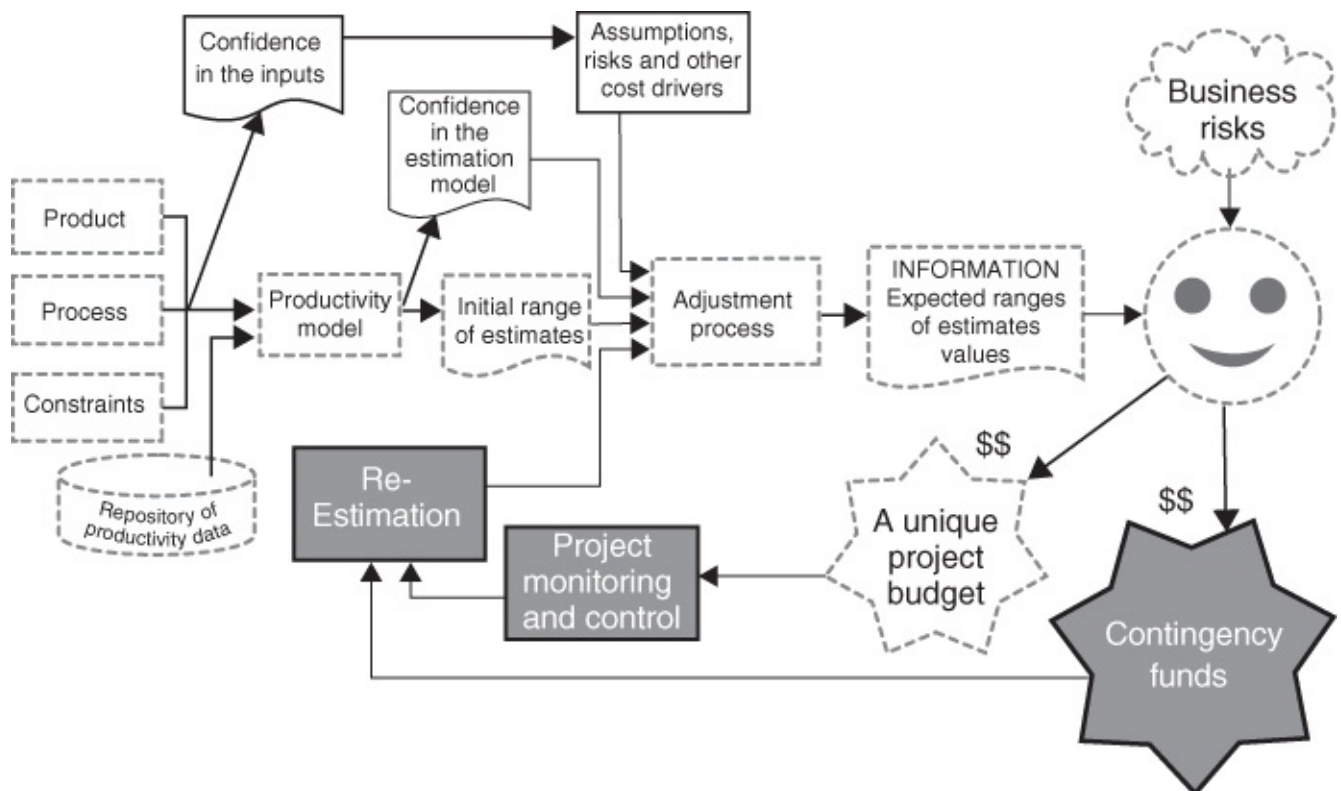 Confidence
in the inputs
Assumptions,
risks and other
cost drivers
Business
risks
Confidence
in the
estimation
model
Product
Process
Constraints
Repository of
productivity data
Productivity
model
Initial range
of estimates
Adjustment
process
INFORMATION
Expected ranges
of estimates
values
$$
$$
A unique
project
budget
Contingency
funds
Re-
Estimation
Project
monitoring
and control